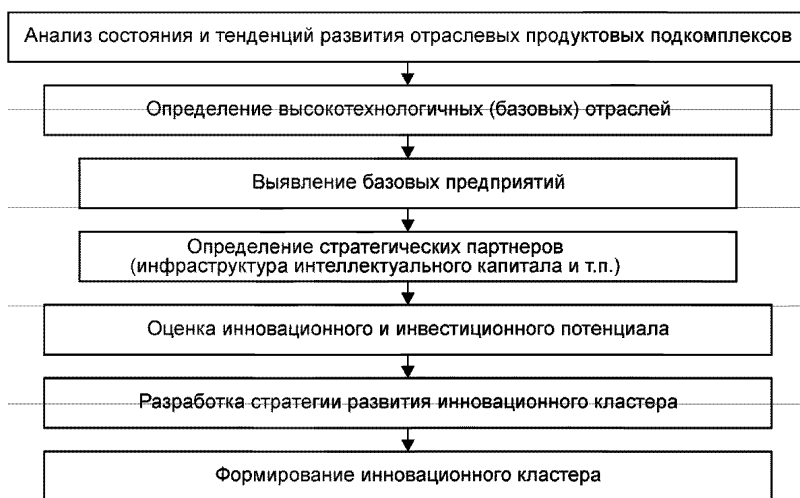 Анализ состояния и тенденций развития отраслевых продуктовых подкомплексов
Определение высокотехнологичных (базовых) отраслей
Выявление базовых предприятий
Определение стратегических партнеров
(инфраструктура интеллектуального капитала и т.п.)
Оценка инновационного и инвестиционного потенциала
Разработка стратегии развития инновационного кластера
Формирование инновационного кластера